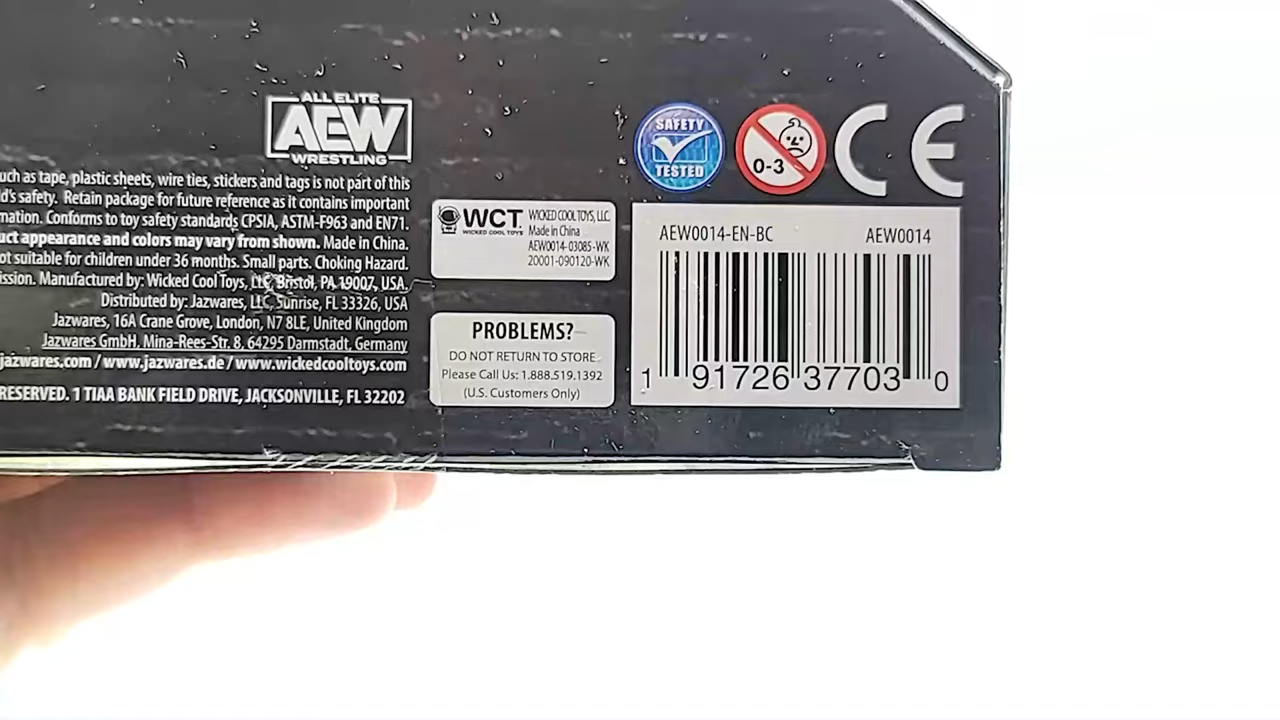 ALL ELITE
AEW
WRESTLING
uch as tape, plastic sheets, wire ties, stickers and tags is not part of this
d's safety. Retain package for future reference as it contains important
mation. Conforms to toy safety standards CPSIA, ASTM-F963 and EN71.
uct appearance and colors may vary from shown. Made in China.
ot suitable for children under 36 months. Small parts. Choking Hazard.
ission. Manufactured by: Wicked Cool Toys, LLC, Bristol, PA 19007, USA.
Distributed by: Jazwares, LLC, Sunrise, FL 33326, USA
Jazwares, 16A Crane Grove, London, N7 8LE, United Kingdom
Jazwares GmbH. Mina-Rees-Str. 8, 64295 Darmstadt, Germany
jazwares.com / www.jazwares.de / www.wickedcooltoys.com
RESERVED. 1 TIAA BANK FIELD DRIVE, JACKSONVILLE, FL 32202
WCT.
WICKED COOL TOYS
WICKED COOL TOYS, LLC.
Made in China
AEW0014-03085-WK
20001-090120-WK
PROBLEMS?
DO NOT RETURN TO STORE.
Please Call Us: 1.888.519.1392
(U.S. Customers Only)
SAFETY
TESTED
0-3
CE
AEW0014-EN-BC AEW0014
1 91726 37703 0